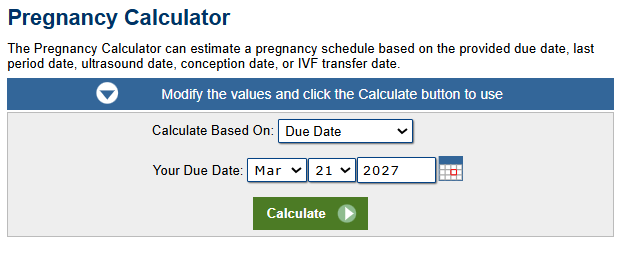 Pregnancy Calculator
The Pregnancy Calculator can estimate a pregnancy schedule based on the provided due date, last
period date, ultrasound date, conception date, or IVF transfer date.
Modify the values and click the Calculate button to use
Calculate Based On: Due Date
Your Due Date: Mar 21 2027
Calculate